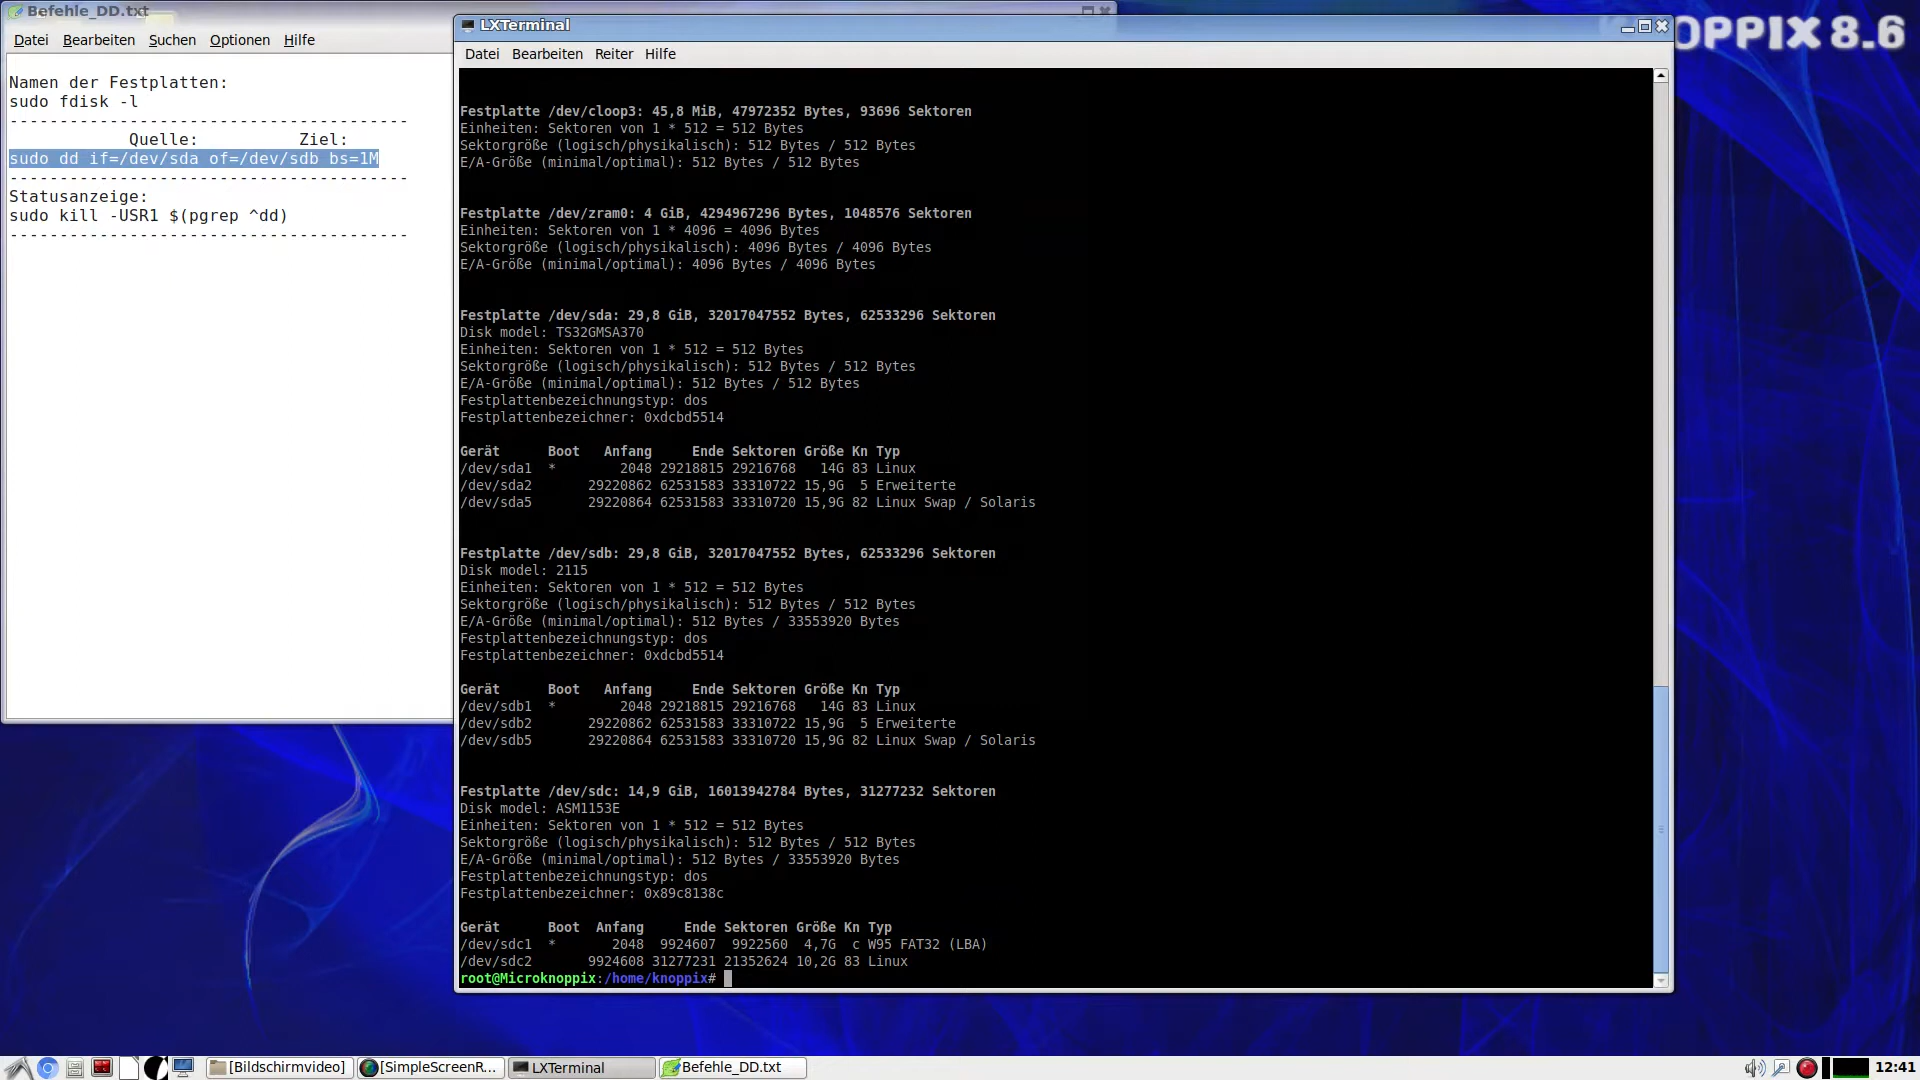 Befehle_DD.txt
Datei Bearbeiten Suchen Optionen Hilfe
Namen der Festplatten:
sudo fdisk -l
----------------------------------------
Quelle: Ziel:
sudo dd if=/dev/sda of=/dev/sdb bs=1M
----------------------------------------
Statusanzeige:
sudo kill -USR1 $(pgrep ^dd)
----------------------------------------
LXTerminal
Datei Bearbeiten Reiter Hilfe
Festplatte /dev/cloop3: 45,8 MiB, 47972352 Bytes, 93696 Sektoren
Einheiten: Sektoren von 1 * 512 = 512 Bytes
Sektorgröße (logisch/physikalisch): 512 Bytes / 512 Bytes
E/A-Größe (minimal/optimal): 512 Bytes / 512 Bytes
Festplatte /dev/zram0: 4 GiB, 4294967296 Bytes, 1048576 Sektoren
Einheiten: Sektoren von 1 * 4096 = 4096 Bytes
Sektorgröße (logisch/physikalisch): 4096 Bytes / 4096 Bytes
E/A-Größe (minimal/optimal): 4096 Bytes / 4096 Bytes
Festplatte /dev/sda: 29,8 GiB, 32017047552 Bytes, 62533296 Sektoren
Disk model: TS32GMSA370
Einheiten: Sektoren von 1 * 512 = 512 Bytes
Sektorgröße (logisch/physikalisch): 512 Bytes / 512 Bytes
E/A-Größe (minimal/optimal): 512 Bytes / 512 Bytes
Festplattenbezeichnungstyp: dos
Festplattenbezeichner: 0xdcbd5514
Gerät Boot Anfang Ende Sektoren Größe Kn Typ
/dev/sda1 * 2048 29218815 29216768 14G 83 Linux
/dev/sda2 29220862 62531583 33310722 15,9G 5 Erweiterte
/dev/sda5 29220864 62531583 33310720 15,9G 82 Linux Swap / Solaris
Festplatte /dev/sdb: 29,8 GiB, 32017047552 Bytes, 62533296 Sektoren
Disk model: 2115
Einheiten: Sektoren von 1 * 512 = 512 Bytes
Sektorgröße (logisch/physikalisch): 512 Bytes / 512 Bytes
E/A-Größe (minimal/optimal): 512 Bytes / 33553920 Bytes
Festplattenbezeichnungstyp: dos
Festplattenbezeichner: 0xdcbd5514
Gerät Boot Anfang Ende Sektoren Größe Kn Typ
/dev/sdb1 * 2048 29218815 29216768 14G 83 Linux
/dev/sdb2 29220862 62531583 33310722 15,9G 5 Erweiterte
/dev/sdb5 29220864 62531583 33310720 15,9G 82 Linux Swap / Solaris
Festplatte /dev/sdc: 14,9 GiB, 16013942784 Bytes, 31277232 Sektoren
Disk model: ASM1153E
Einheiten: Sektoren von 1 * 512 = 512 Bytes
Sektorgröße (logisch/physikalisch): 512 Bytes / 512 Bytes
E/A-Größe (minimal/optimal): 512 Bytes / 33553920 Bytes
Festplattenbezeichnungstyp: dos
Festplattenbezeichner: 0x89c8138c
Gerät Boot Anfang Ende Sektoren Größe Kn Typ
/dev/sdc1 * 2048 9924607 9922560 4,7G c W95 FAT32 (LBA)
/dev/sdc2 9924608 31277231 21352624 10,2G 83 Linux
root@Microknoppix:/home/knoppix#
OPPIX 8.6
[Bildschirmvideo] [SimpleScreenR... LXTerminal Befehle_DD.txt 12:41